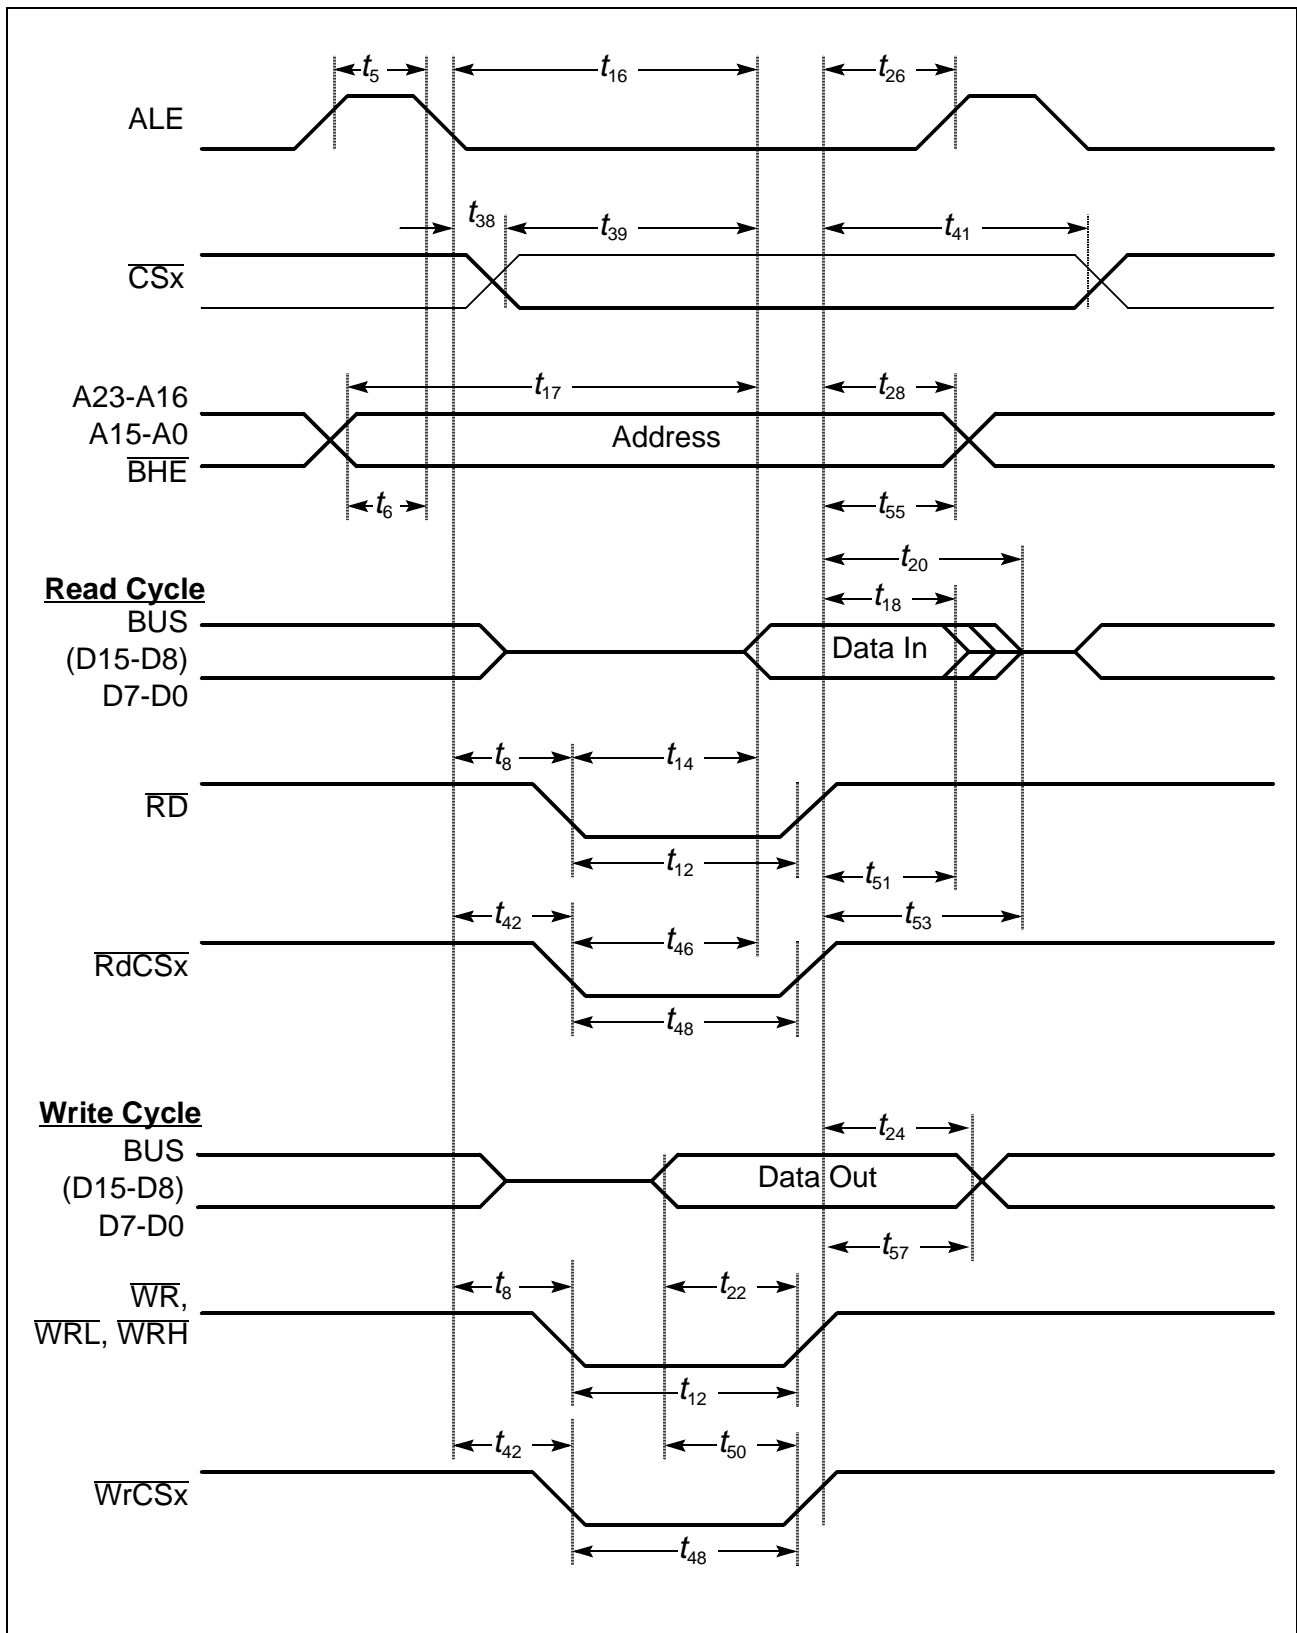 t5 t16 t26
ALE
t38 t39 t41
CSx
t17 t28
A23-A16
A15-A0 Address
BHE
t6 t55
t20
Read Cycle t18
BUS
(D15-D8) Data In
D7-D0
t8 t14
RD
t12 t51
t42 t46 t53
RdCSx
t48
Write Cycle
t24
BUS
(D15-D8) Data Out
D7-D0
t57
t8 t22
WR,
WRL, WRH
t12
t42 t50
WrCSx
t48